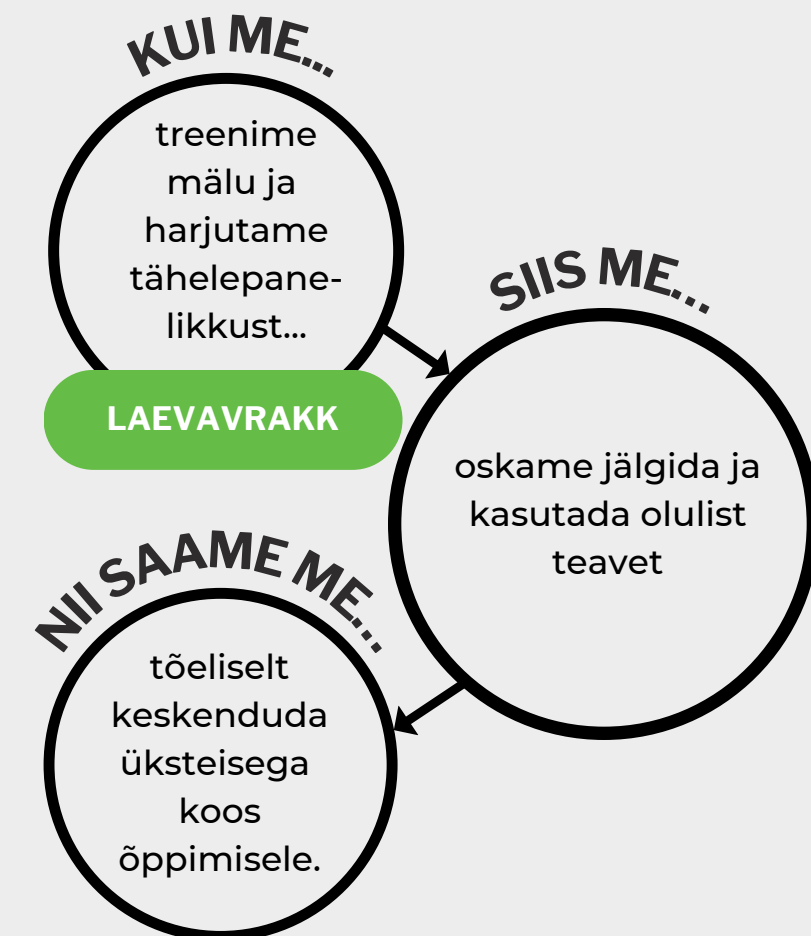 KUI ME...
treenime
mälu ja
harjutame
tähelepane-
likkust...
LAEVAVRAKK
SIIS ME...
oskame jälgida ja
kasutada olulist
teavet
NII SAAME ME...
tõeliselt
keskenduda
üksteisega
koos
õppimisele.